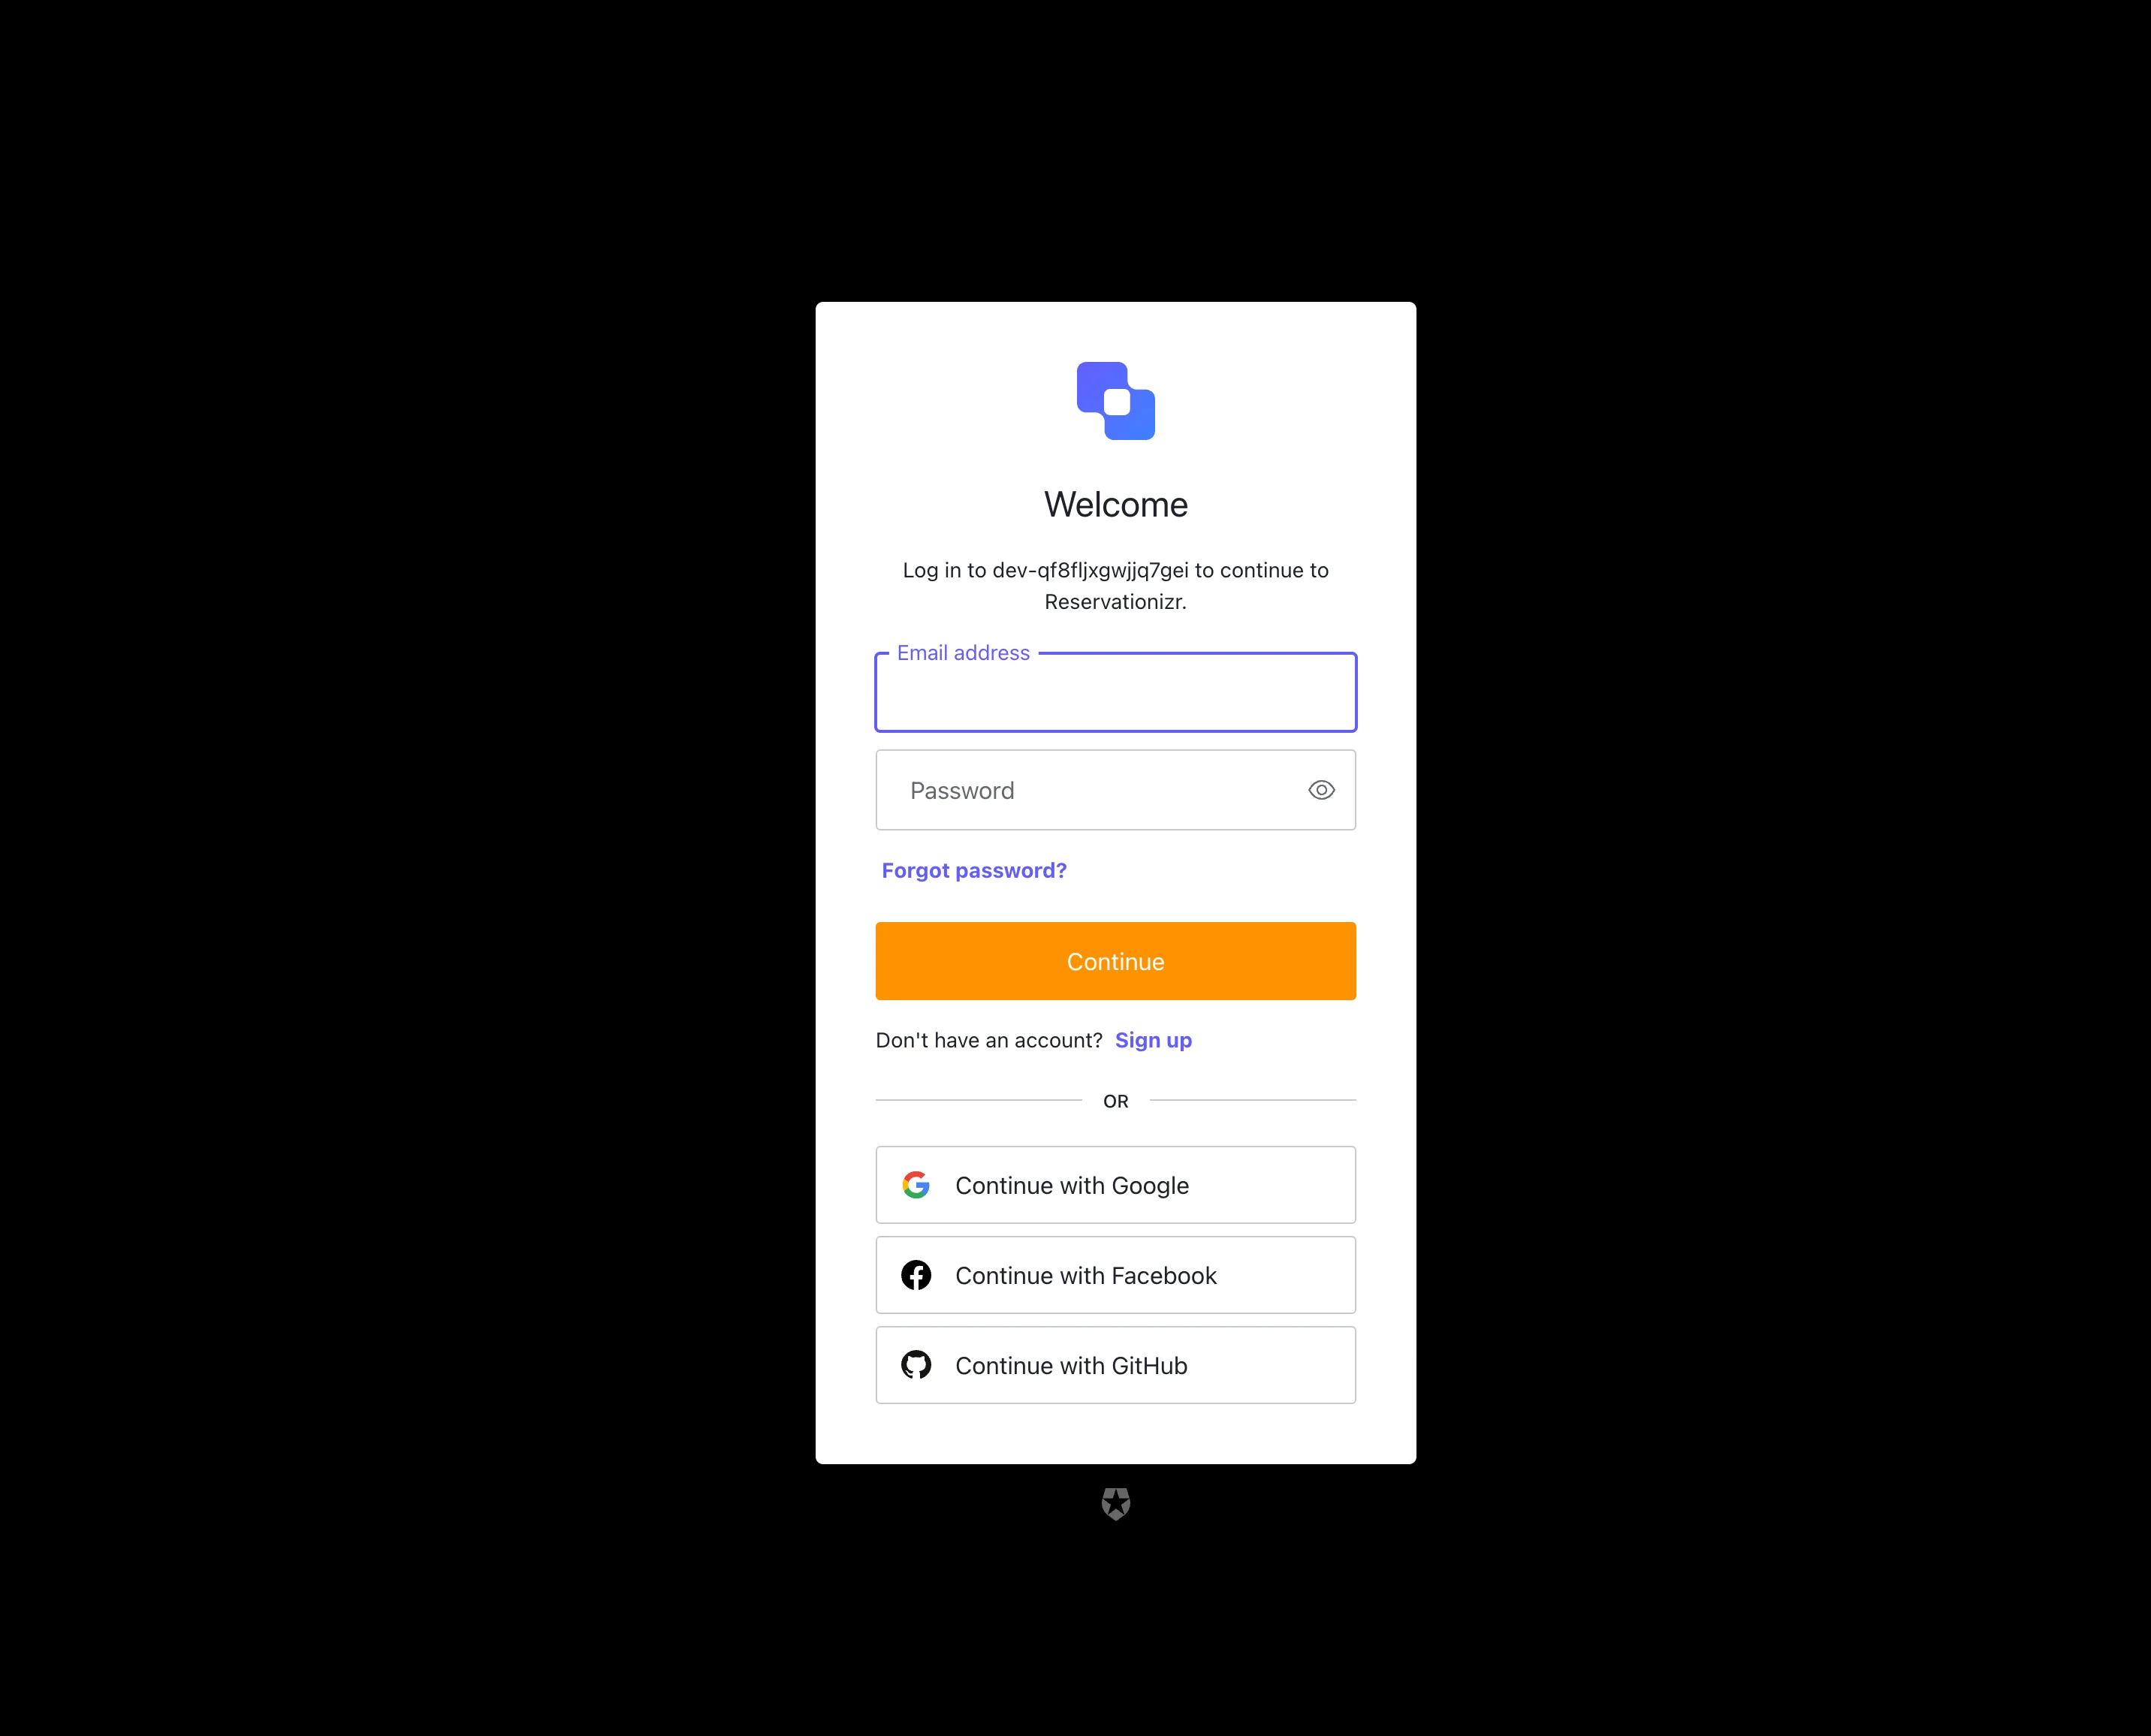 Welcome
Log in to dev-qf8fljxgwjjq7gei to continue to
Reservationizr.
Email address
Password
Forgot password?
Continue
Don't have an account? Sign up
OR
Continue with Google
Continue with Facebook
Continue with GitHub